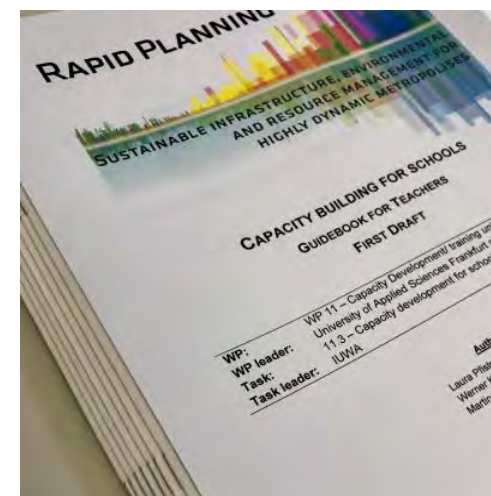 RAPID PLANNING
SUSTAINABLE INFRASTRUCTURE, ENVIRONMENTAL
AND RESOURCE MANAGEMENT FOR
HIGHLY DYNAMIC METROPOLISES
CAPACITY BUILDING FOR SCHOOLS
GUIDEBOOK FOR TEACHERS
FIRST DRAFT
WP: WP 11 – Capacity Development/ training
WP leader: University of Applied Sciences Frankfurt
Task: 11.3 – Capacity development for
Task leader: IUWA
Laura
Werner
Martin